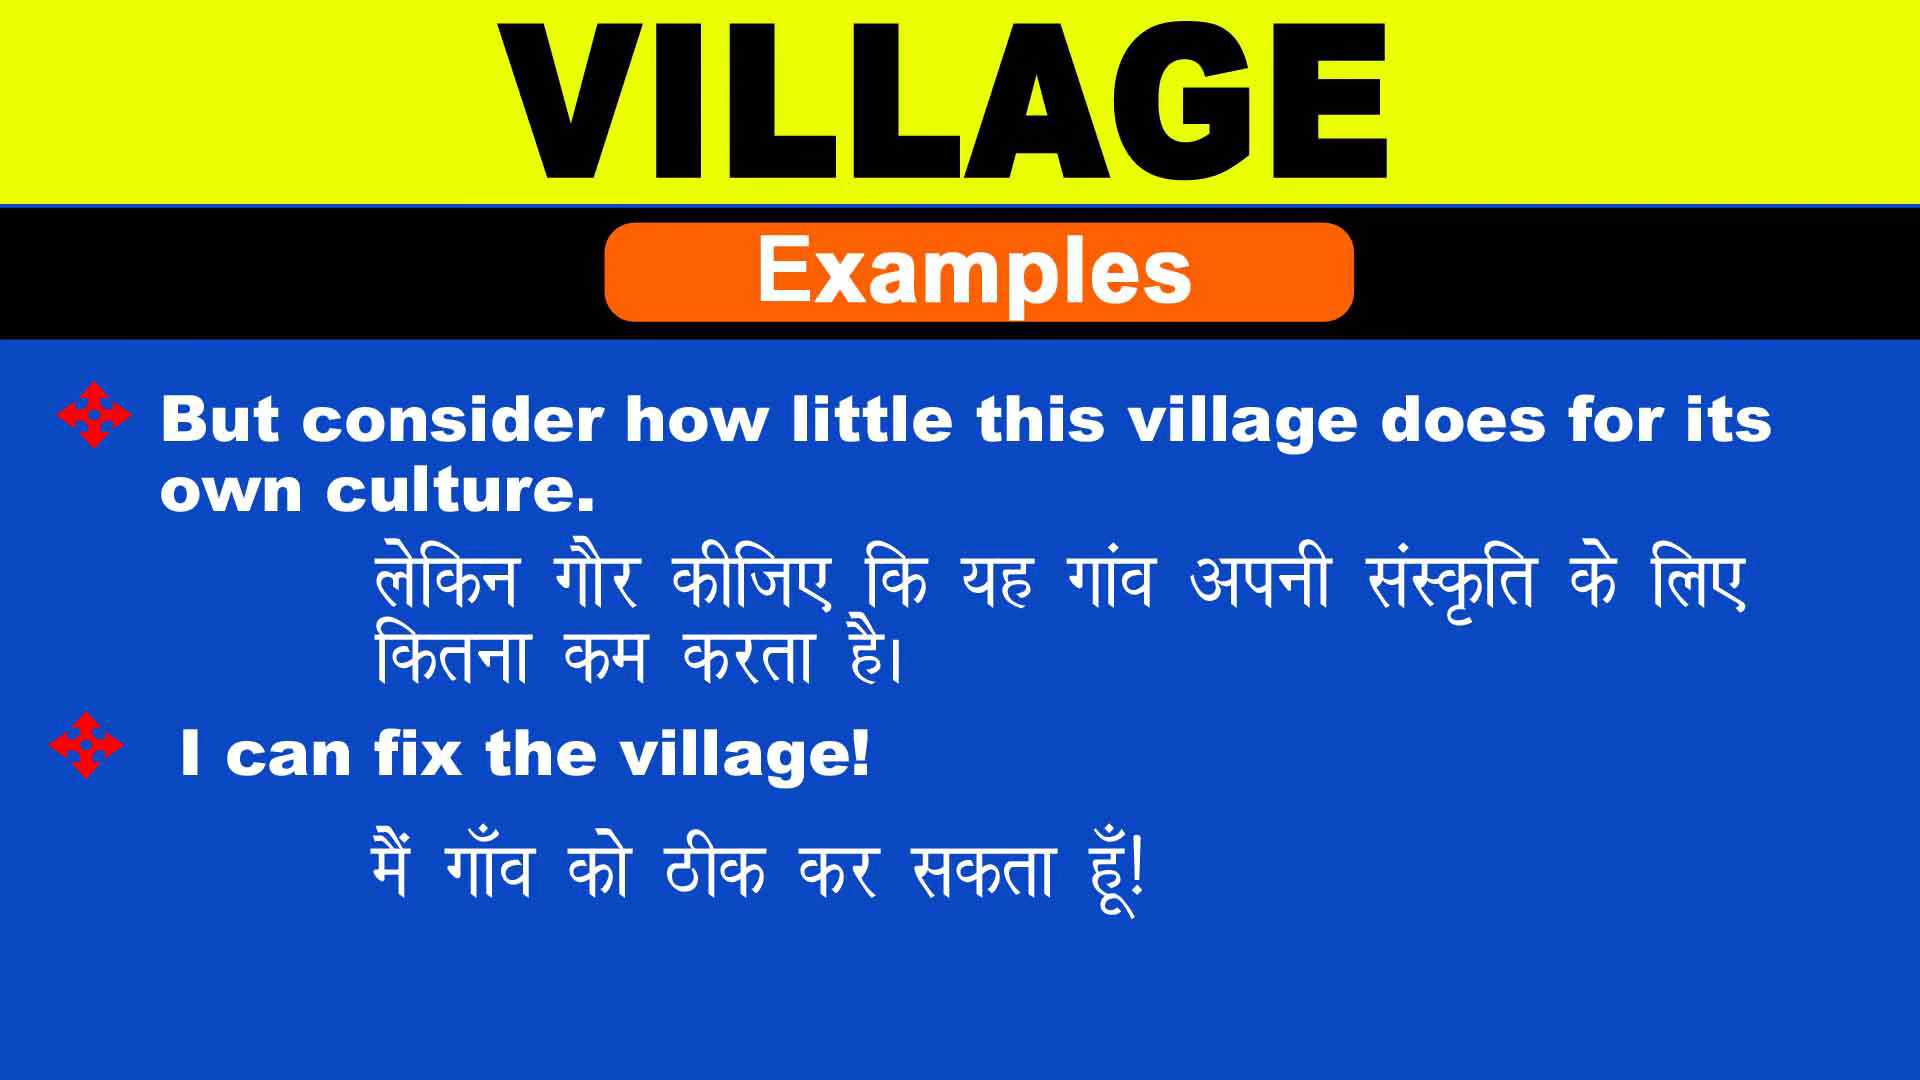 VILLAGE
Examples
But consider how little this village does for its
own culture.
लेकिन गौर कीजिए कि यह गांव अपनी संस्कृति के लिए
कितना कम करता है।
I can fix the village!
मैं गाँव को ठीक कर सकता हूँ!